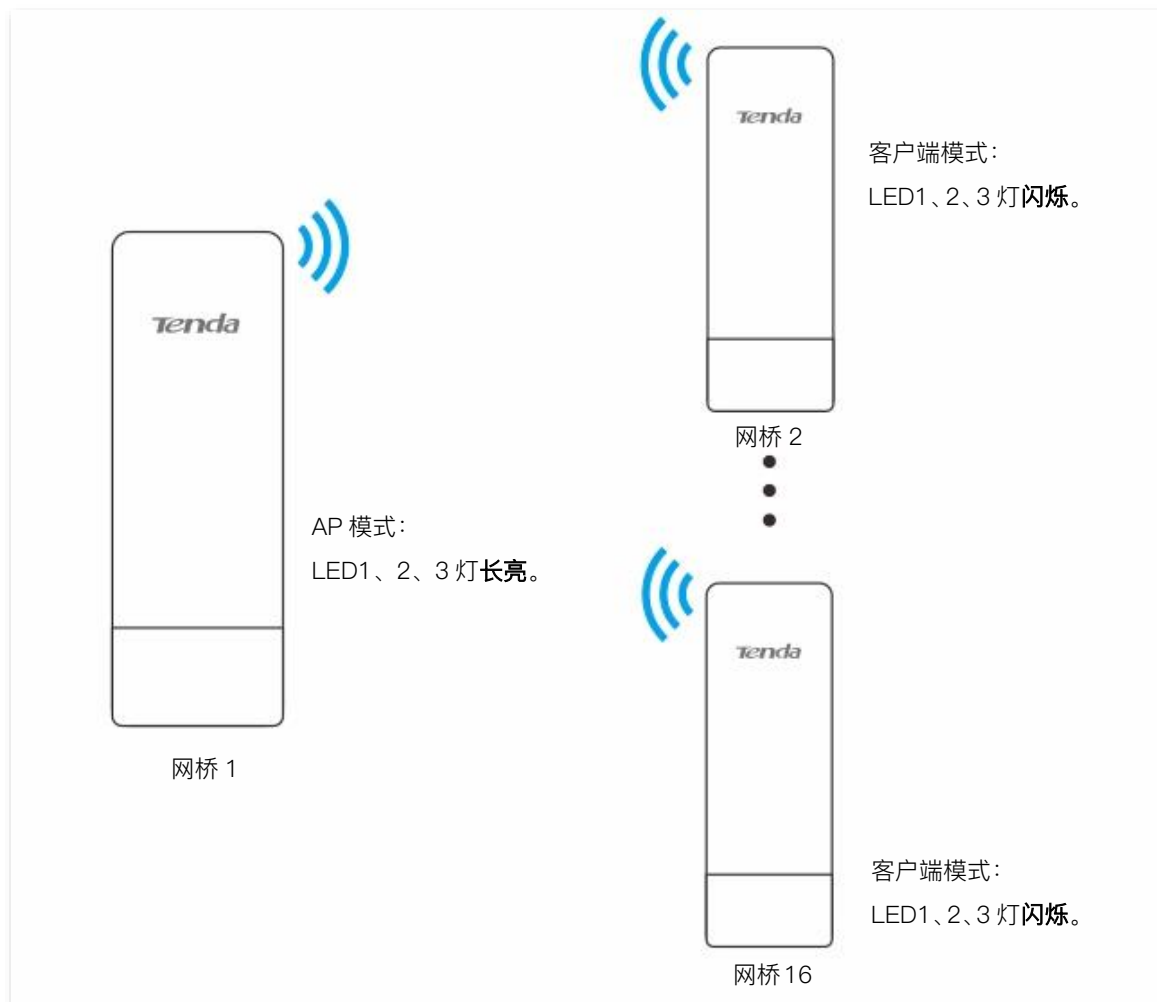 Tenda
网桥 1
AP 模式：
LED1、2、3 灯长亮。
Tenda
客户端模式：
LED1、2、3 灯闪烁。
网桥 2
Tenda
客户端模式：
LED1、2、3 灯闪烁。
网桥 16